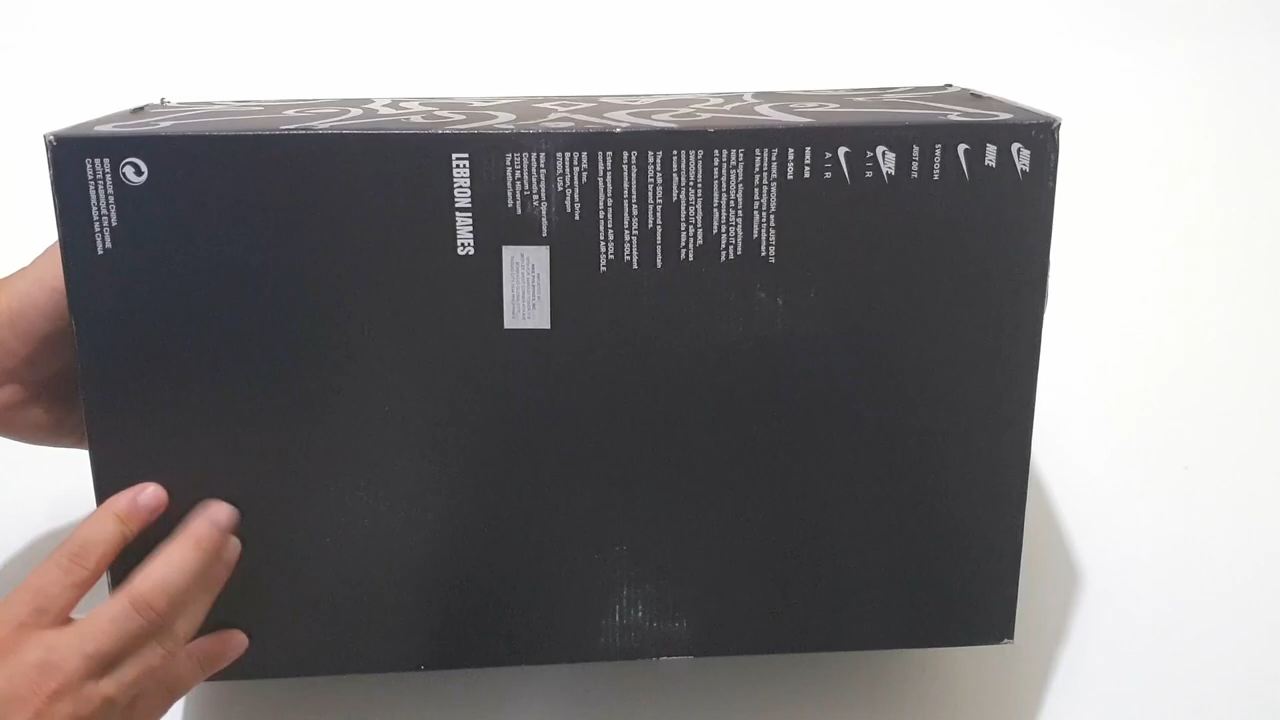 NIKE
NIKE
SWOOSH
JUST DO IT.
NIKE
AIR
AIR
NIKE AIR
AIR-SOLE
The NIKE, SWOOSH, and JUST DO IT
names and designs are trademark
of Nike, Inc. and its affiliates.
Les logos, slogans et graphismes
NIKE, SWOOSH et JUST DO IT sont
des marques déposées de Nike, Inc.
et de ses sociétés affiliées.
Os nomes e os logotipos NIKE,
SWOOSH e JUST DO IT são marcas
comerciais registadas da Nike, Inc.
e suas afiliadas.
These AIR-SOLE brand shoes contain
AIR-SOLE brand insoles.
Ces chaussures AIR-SOLE possèdent
des premières semelles AIR-SOLE.
Estes sapatos da marca AIR-SOLE
contêm palmilhas da marca AIR-SOLE.
NIKE, Inc.
One Bowerman Drive
Beaverton, Oregon
97005, USA
Nike European Operations
Netherlands B.V.
Colosseum 1
1213 NL Hilversum
The Netherlands
LEBRON JAMES
BOX MADE IN CHINA
BOÎTE FABRIQUÉ EN CHINE
CAIXA FABRICADA NA CHINA